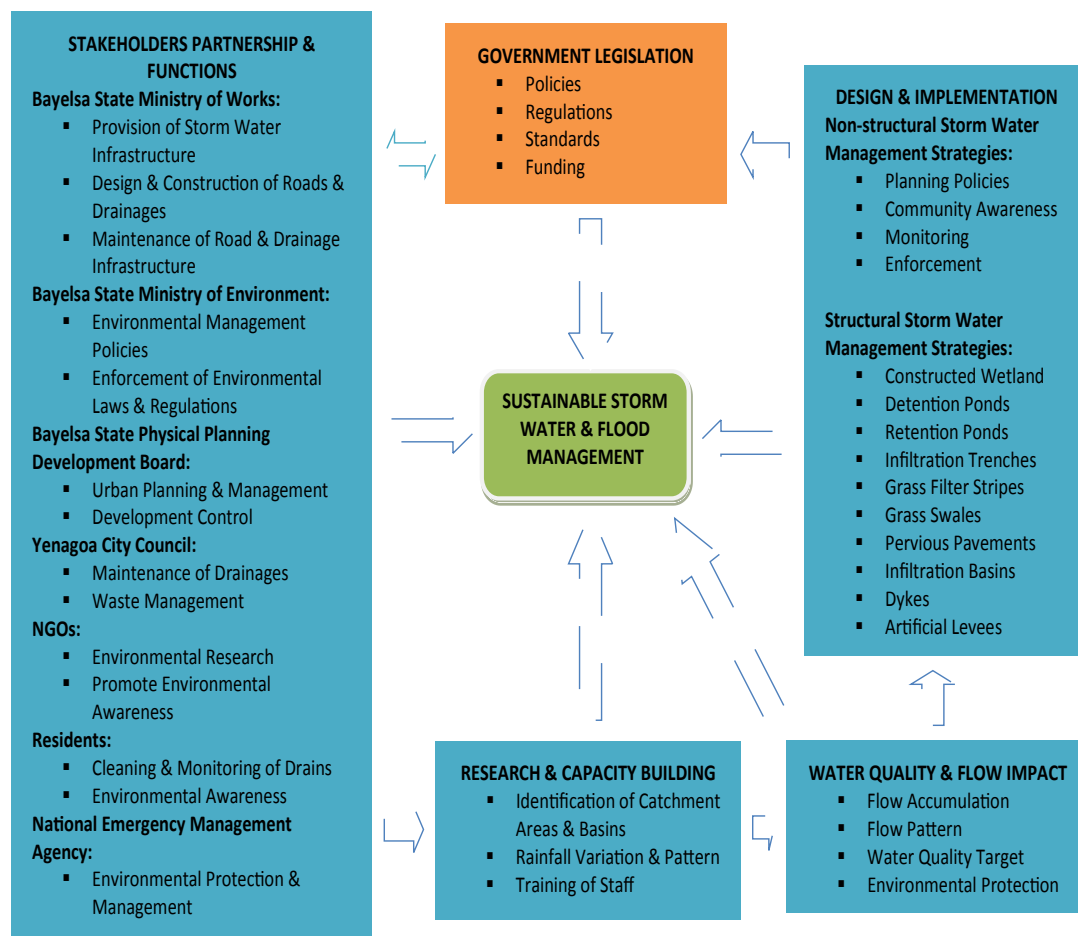 STAKEHOLDERS PARTNERSHIP &
FUNCTIONS
Bayelsa State Ministry of Works:
▪ Provision of Storm Water
Infrastructure
▪ Design & Construction of Roads &
Drainages
▪ Maintenance of Road & Drainage
Infrastructure
Bayelsa State Ministry of Environment:
▪ Environmental Management
Policies
▪ Enforcement of Environmental
Laws & Regulations
Bayelsa State Physical Planning
Development Board:
▪ Urban Planning & Management
▪ Development Control
Yenagoa City Council:
▪ Maintenance of Drainages
▪ Waste Management
NGOs:
▪ Environmental Research
▪ Promote Environmental
Awareness
Residents:
▪ Cleaning & Monitoring of Drains
▪ Environmental Awareness
National Emergency Management
Agency:
▪ Environmental Protection &
Management
GOVERNMENT LEGISLATION
▪ Policies
▪ Regulations
▪ Standards
▪ Funding
SUSTAINABLE STORM
WATER & FLOOD
MANAGEMENT
RESEARCH & CAPACITY BUILDING
▪ Identification of Catchment
Areas & Basins
▪ Rainfall Variation & Pattern
▪ Training of Staff
DESIGN & IMPLEMENTATION
Non-structural Storm Water
Management Strategies:
▪ Planning Policies
▪ Community Awareness
▪ Monitoring
▪ Enforcement
Structural Storm Water
Management Strategies:
▪ Constructed Wetland
▪ Detention Ponds
▪ Retention Ponds
▪ Infiltration Trenches
▪ Grass Filter Stripes
▪ Grass Swales
▪ Pervious Pavements
▪ Infiltration Basins
▪ Dykes
▪ Artificial Levees
WATER QUALITY & FLOW IMPACT
▪ Flow Accumulation
▪ Flow Pattern
▪ Water Quality Target
▪ Environmental Protection